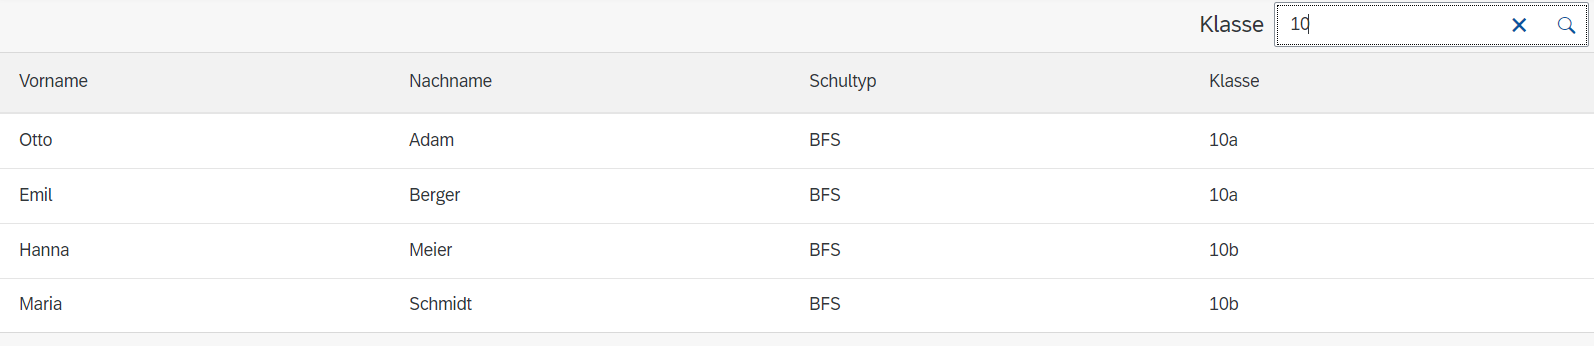 Klasse 10
Vorname Nachname Schultyp Klasse
Otto Adam BFS 10a
Emil Berger BFS 10a
Hanna Meier BFS 10b
Maria Schmidt BFS 10b